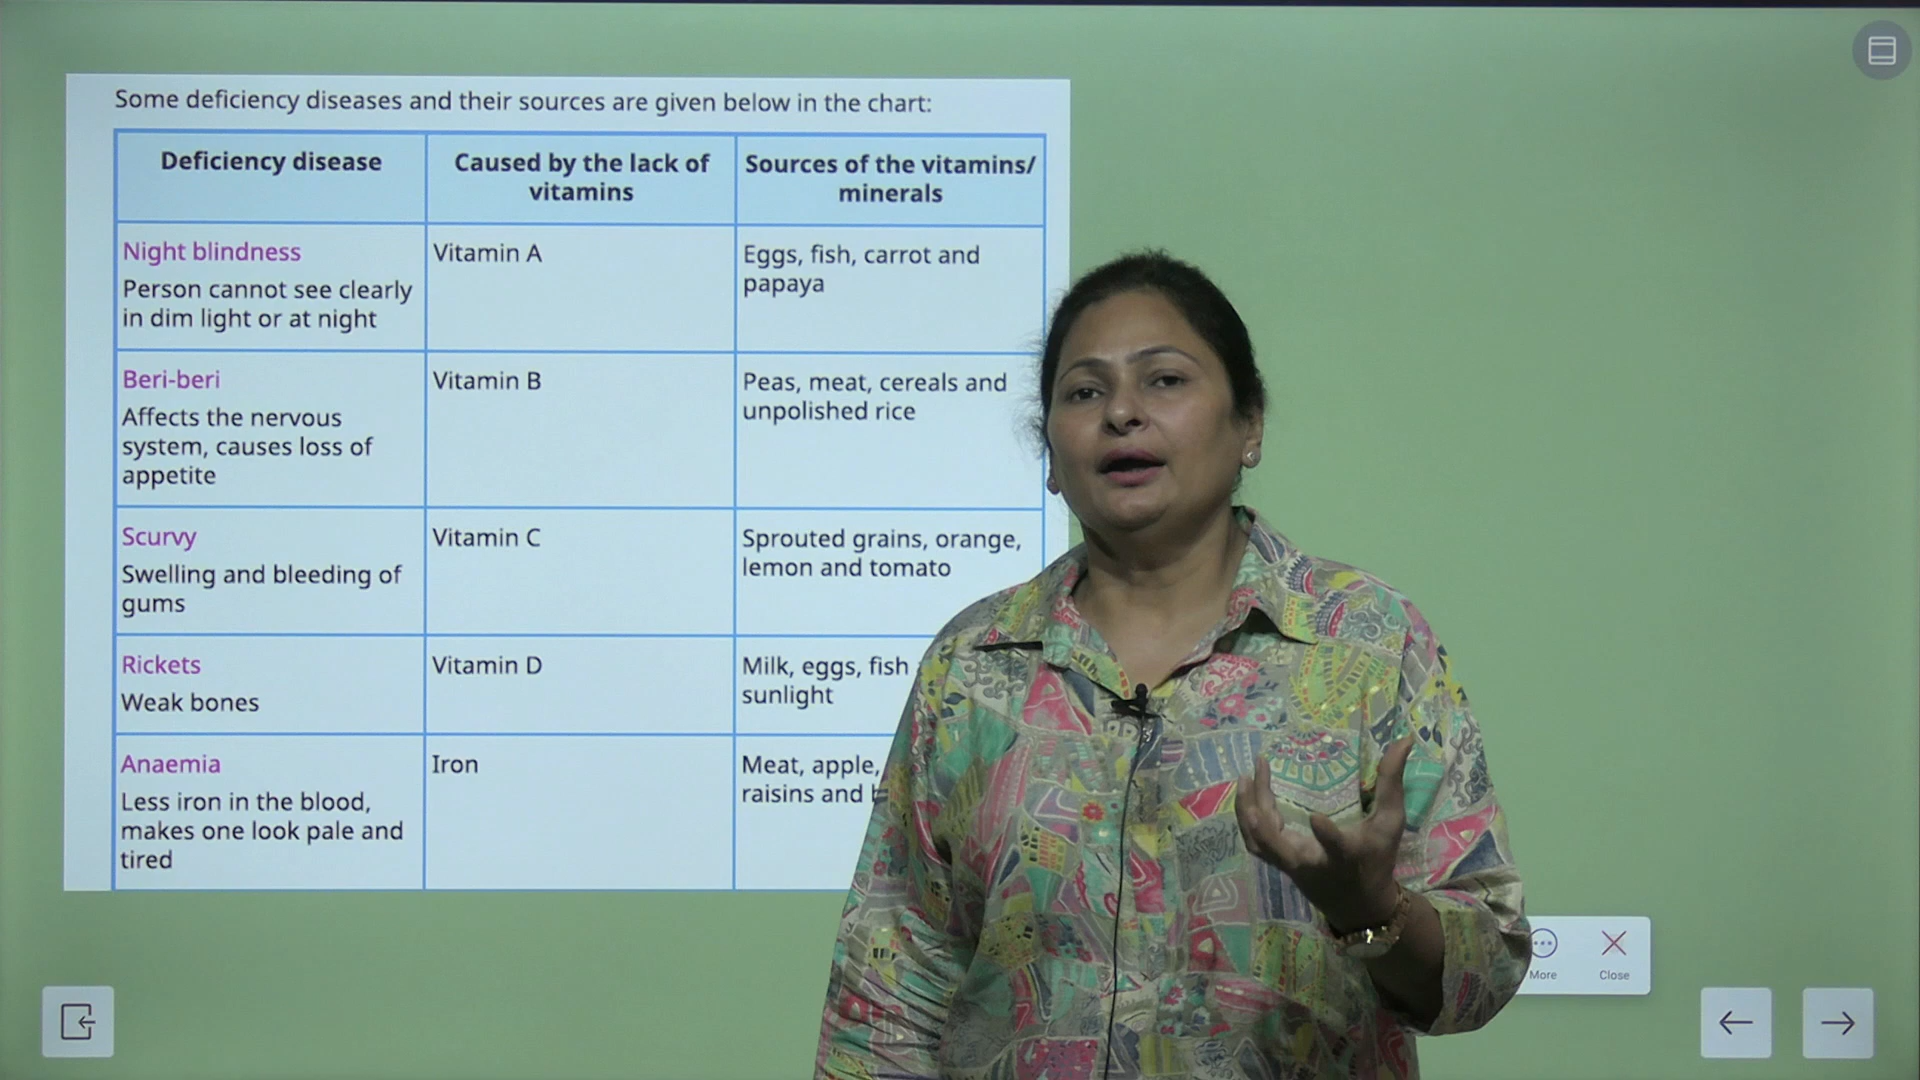 Some deficiency diseases and their sources are given below in the chart:
Deficiency disease
Caused by the lack of
vitamins
Sources of the vitamins/
minerals
Night blindness
Person cannot see clearly
in dim light or at night
Vitamin A
Eggs, fish, carrot and
papaya
Beri-beri
Affects the nervous
system, causes loss of
appetite
Vitamin B
Peas, meat, cereals and
unpolished rice
Scurvy
Swelling and bleeding of
gums
Vitamin C
Sprouted grains, orange,
lemon and tomato
Rickets
Weak bones
Vitamin D
Milk, eggs, fish
sunlight
Anaemia
Less iron in the blood,
makes one look pale and
tired
Iron
Meat, apple,
raisins and
More
Close